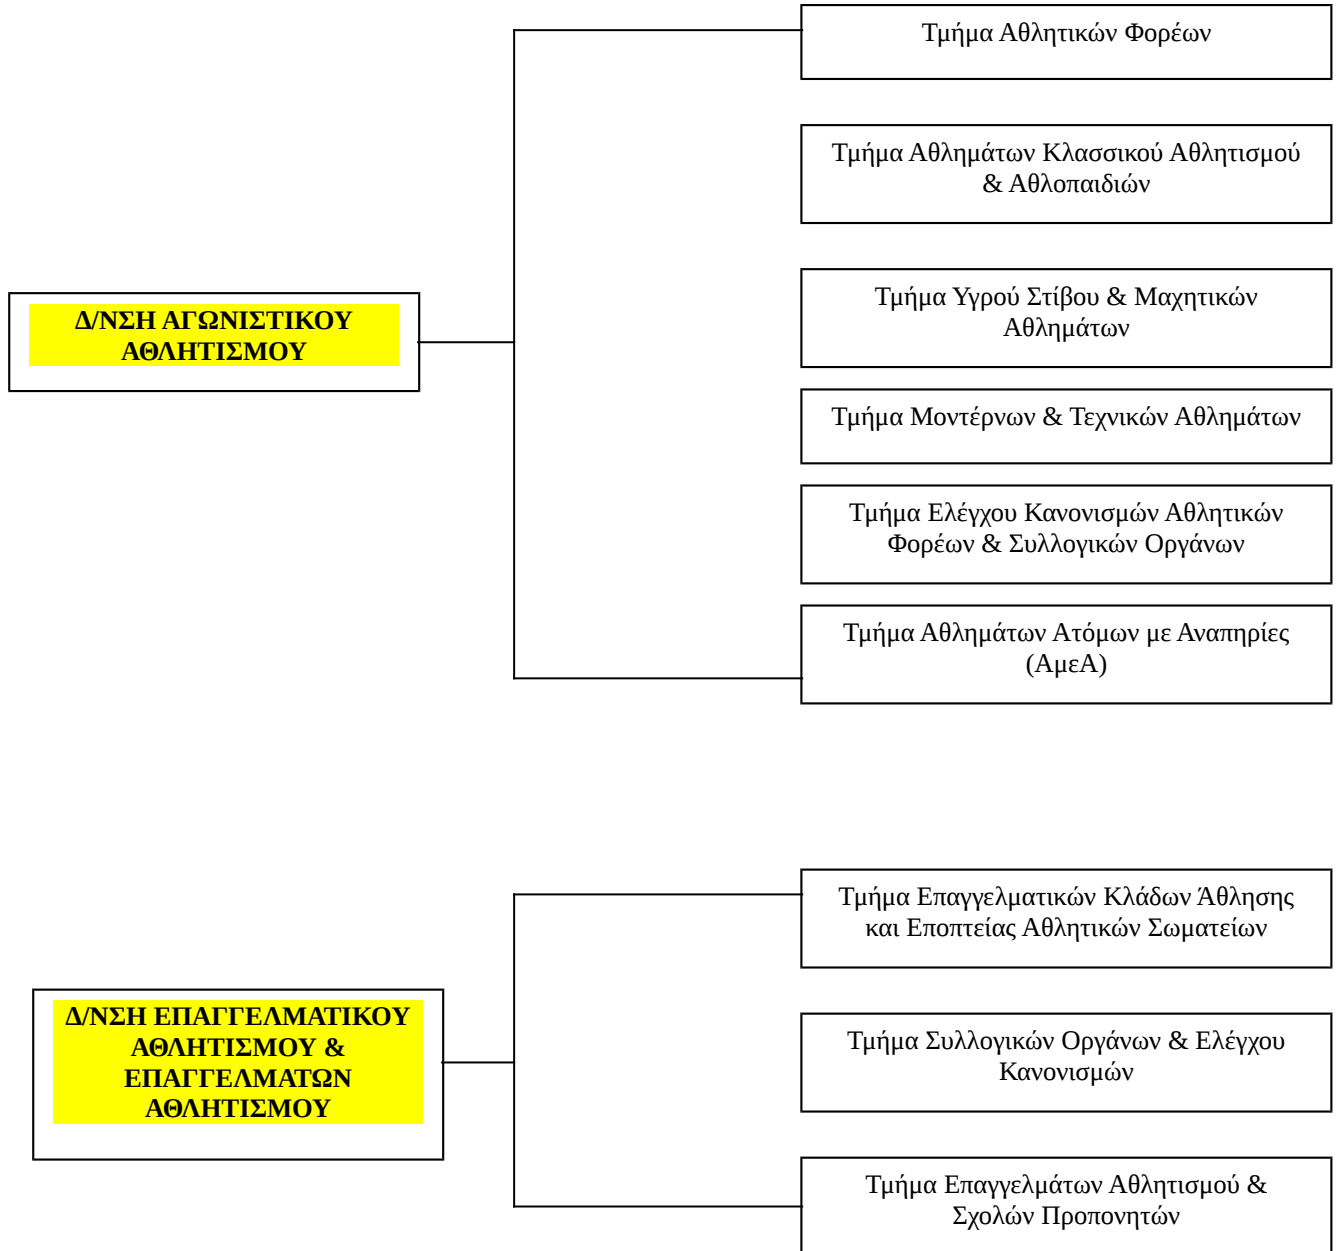 Τμήμα Αθλητικών Φορέων
Τμήμα Αθλημάτων Κλασσικού Αθλητισμού
& Αθλοπαιδιών
Τμήμα Υγρού Στίβου & Μαχητικών
Αθλημάτων
Δ/ΝΣΗ ΑΓΩΝΙΣΤΙΚΟΥ
ΑΘΛΗΤΙΣΜΟΥ
Τμήμα Μοντέρνων & Τεχνικών Αθλημάτων
Τμήμα Ελέγχου Κανονισμών Αθλητικών
Φορέων & Συλλογικών Οργάνων
Τμήμα Αθλημάτων Ατόμων με Αναπηρίες
(ΑμεΑ)
Τμήμα Επαγγελματικών Κλάδων Άθλησης
και Εποπτείας Αθλητικών Σωματείων
Δ/ΝΣΗ ΕΠΑΓΓΕΛΜΑΤΙΚΟΥ
ΑΘΛΗΤΙΣΜΟΥ &
ΕΠΑΓΓΕΛΜΑΤΩΝ
ΑΘΛΗΤΙΣΜΟΥ
Τμήμα Συλλογικών Οργάνων & Ελέγχου
Κανονισμών
Τμήμα Επαγγελμάτων Αθλητισμού &
Σχολών Προπονητών